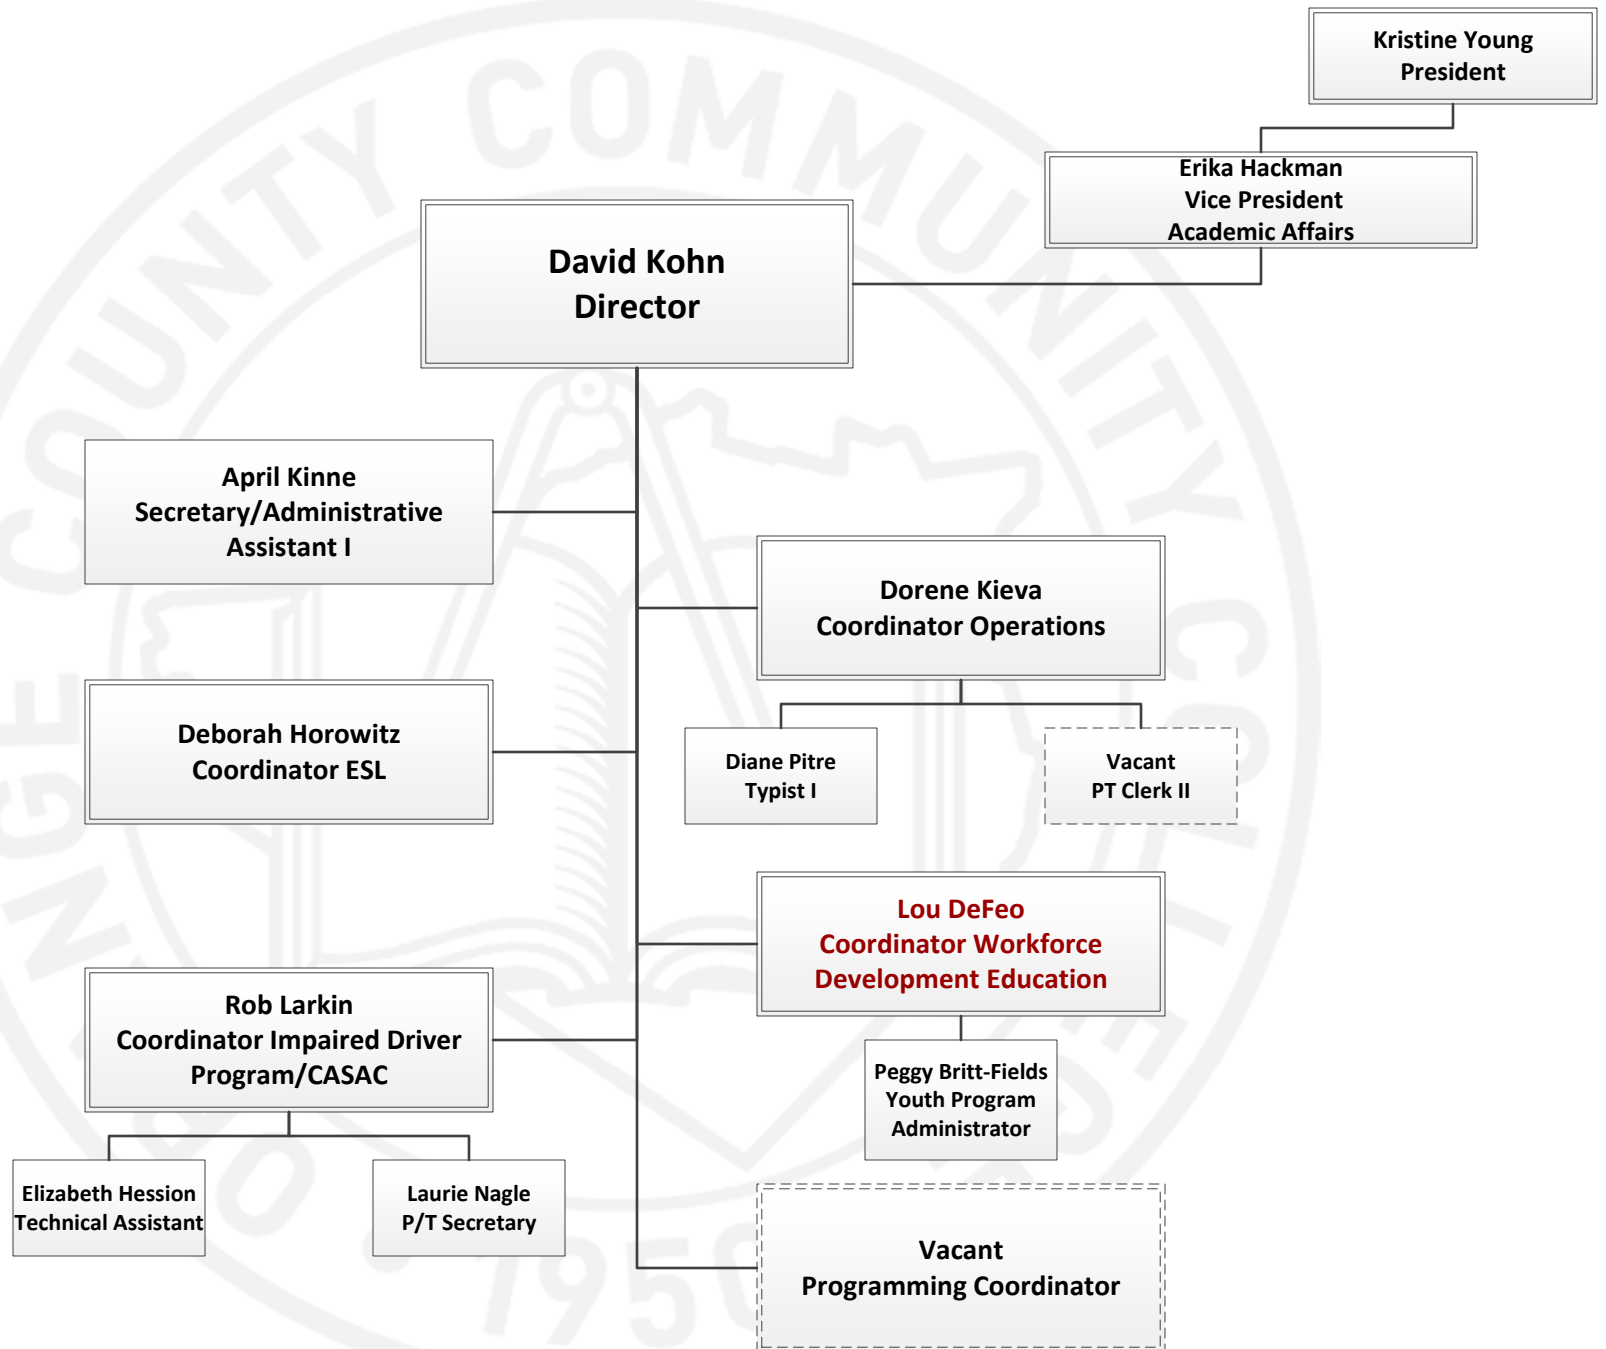 Kristine Young
President
Erika Hackman
Vice President
Academic Affairs
David Kohn
Director
April Kinne
Secretary/Administrative
Assistant I
Dorene Kieva
Coordinator Operations
Deborah Horowitz
Coordinator ESL
Diane Pitre
Typist I
Vacant
PT Clerk II
Lou DeFeo
Coordinator Workforce
Development Education
Rob Larkin
Coordinator Impaired Driver
Program/CASAC
Peggy Britt-Fields
Youth Program
Administrator
Elizabeth Hession
Technical Assistant
Laurie Nagle
P/T Secretary
Vacant
Programming Coordinator
COUNTY COMMUNITY
1950